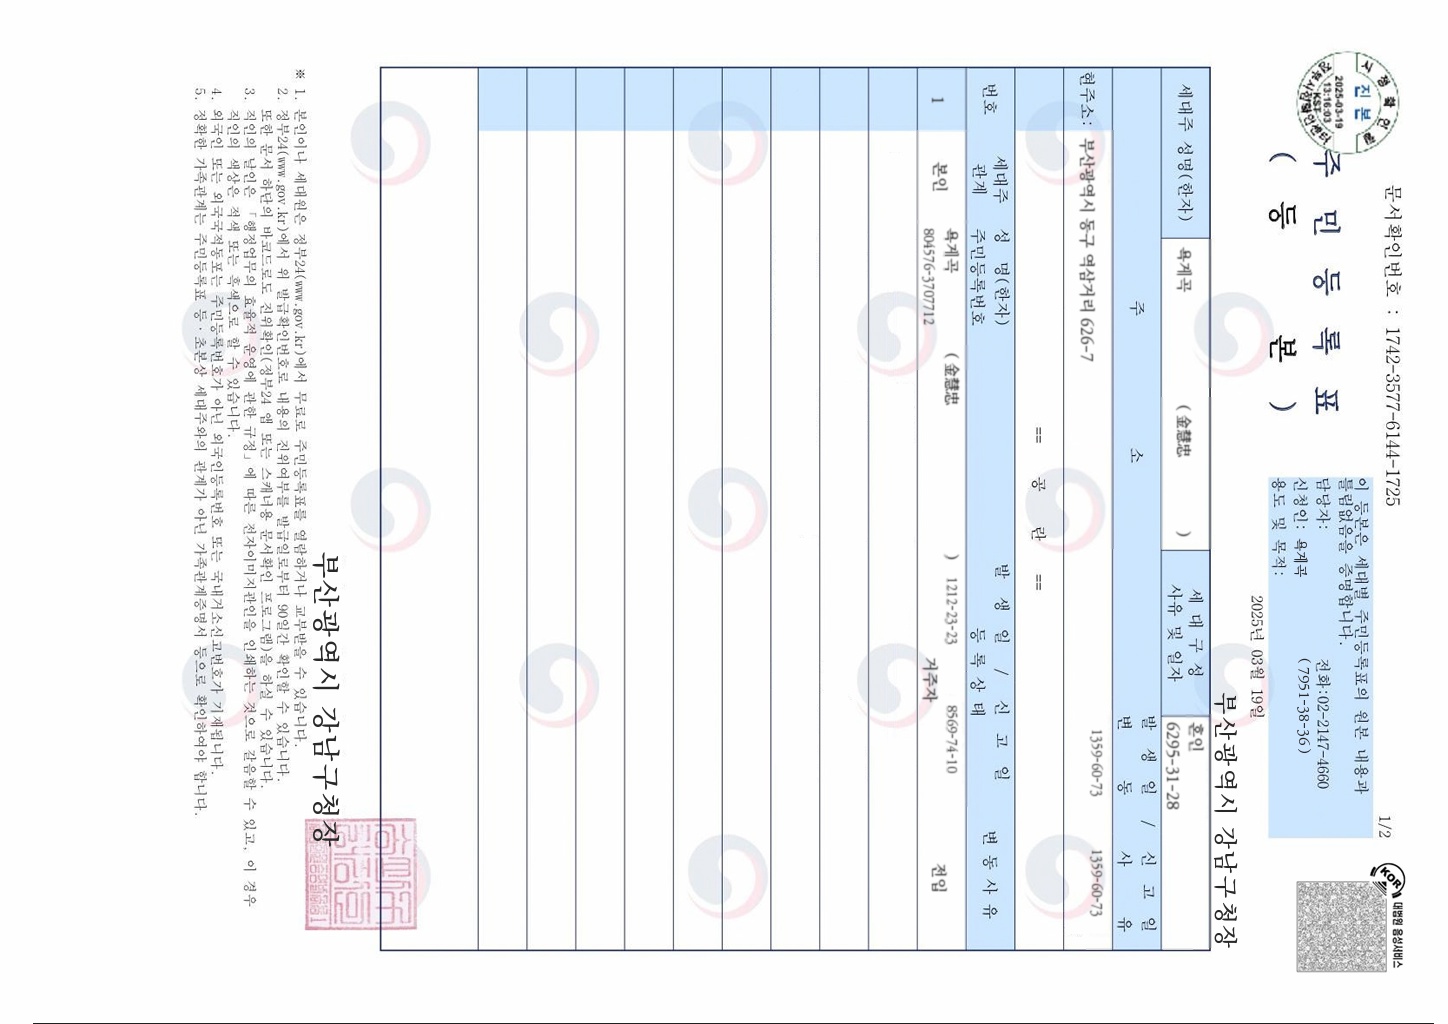 문서확인번호 : 1742-3577-6144-1725
1/2
시점확인필
진본
2025-03-19
13:16:03
KST
주 민 등 록 표
( 등 본 )
이 등본은 세대별 주민등록표의 원본 내용과
틀림없음을 증명합니다.
담당자: 전화:02-2147-4660
신청인: 욕계곡 (7951-38-36)
용도 및 목적:
2025년 03월 19일
KOR
대법원 음성서비스
부산광역시 강남구청장
세대주 성명(한자) 욕계곡 ( 金慧忠 ) 세 대 구 성 사유 및 일자 혼인
6295-31-28
주 소 발 생 일 / 신 고 일
변 동 사 유
현주소: 부산광역시 동구 역삼거리 626-7 1359-60-73 1359-60-73
== 공 란 ==
번호 세대주 관계 성 명(한자) 주민등록번호 발 생 일 / 신 고 일 등 록 상 태 변 동 사 유
1 본인 욕계곡 ( 金慧忠 ) 1212-23-23 8569-74-10 전입
804576-3707712 거주자
부산광역시 강남구청장
※ 1. 본인이나 세대원은 정부24(www.gov.kr)에서 무료로 주민등록표를 열람하거나 교부받을 수 있습니다.
2. 정부24(www.gov.kr)에서 위 발급확인번호로 내용의 진위여부를 발급일로부터 90일간 확인할 수 있습니다.
또한 문서 하단의 바코드로도 진위확인(정부24 앱 또는 스캐너용 문서확인 프로그램)을 하실 수 있습니다.
3. 직인의 날인은 「행정업무의 효율적 운영에 관한 규정」에 따른 전자이미지관인을 인쇄하는 것으로 갈음할 수 있고, 이 경우
직인의 색상은 적색 또는 흑색으로 할 수 있습니다.
4. 외국인 또는 외국국적동포는 주민등록번호가 아닌 외국인등록번호 또는 국내거소신고번호가 기재됩니다.
5. 정확한 가족관계는 주민등록표 등·초본상 세대주와의 관계가 아닌 가족관계증명서 등으로 확인하여야 합니다.